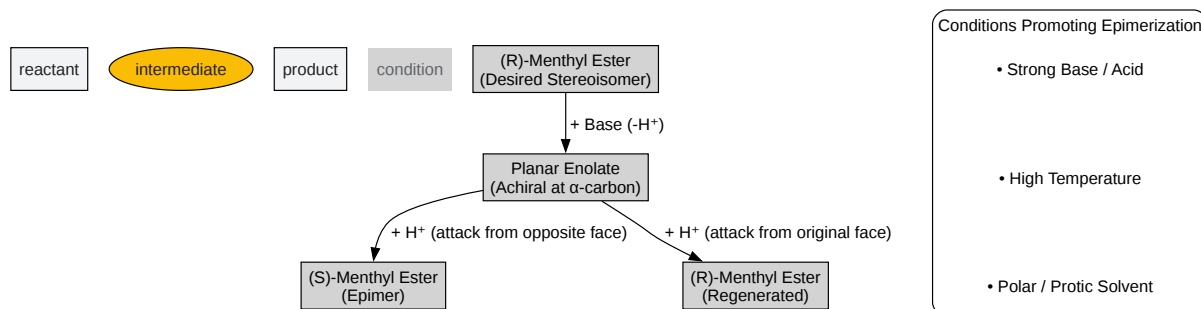 reactant
intermediate
product
condition
(R)-Menthyl Ester
(Desired Stereoisomer)
+ Base (-H⁺)
Planar Enolate
(Achiral at α-carbon)
+ H⁺ (attack from opposite face)
+ H⁺ (attack from original face)
(S)-Menthyl Ester
(Epimer)
(R)-Menthyl Ester
(Regenerated)
Conditions Promoting Epimerization
• Strong Base / Acid
• High Temperature
• Polar / Protic Solvent